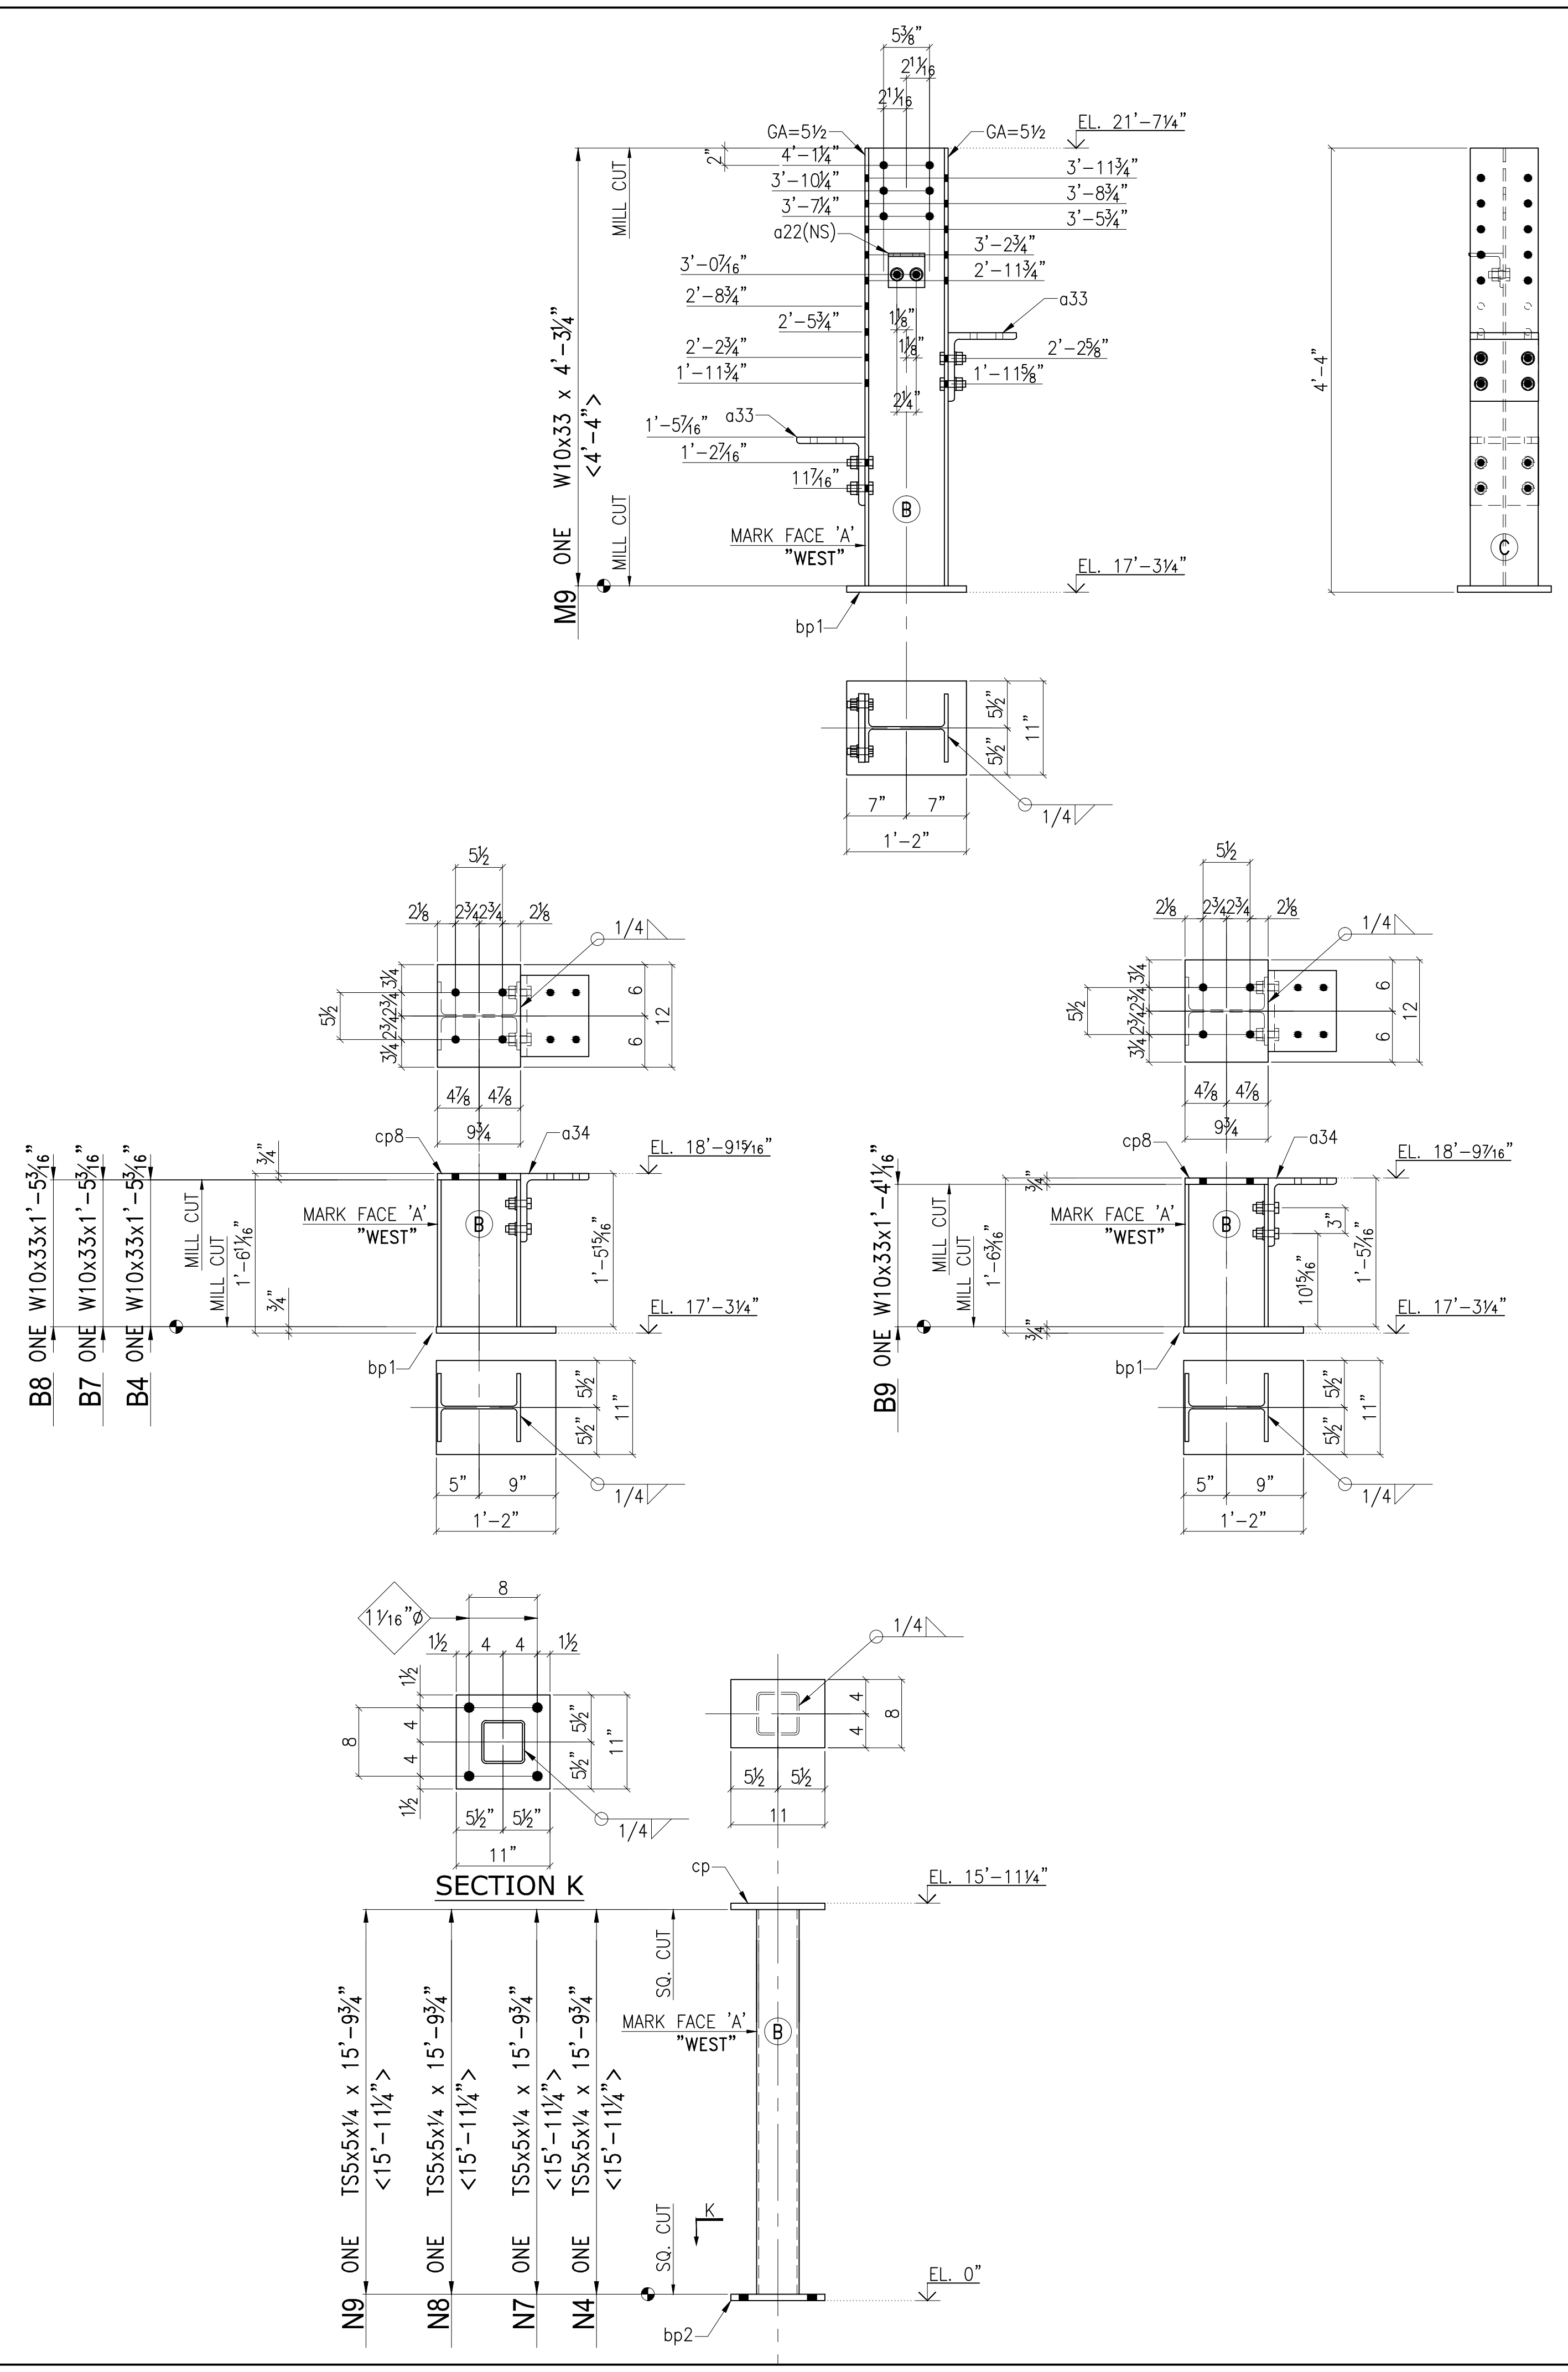 5⅜"
2¹¹⁄₁₆
2¹¹⁄₁₆
GA=5½
GA=5½
EL. 21'-7¼"
2"
4'-1¼"
3'-11¾"
3'-10¼"
3'-8¾"
3'-7¼"
3'-5¾"
a22(NS)
3'-2¾"
3'-0⁷⁄₁₆"
2'-11¾"
2'-8¾"
a33
2'-5¾"
1⅛"
2'-2¾"
1⅛"
2'-2⅝"
1'-11¾"
1'-11⅝"
2¼"
a33
1'-5⁷⁄₁₆"
1'-2⁷⁄₁₆"
11⁷⁄₁₆"
B
MARK FACE 'A'
"WEST"
EL. 17'-3¼"
bp1
MILL CUT
MILL CUT
M9 ONE W10x33 x 4'-3¼"
<4'-4">
4'-4"
C
5½"
5½"
11"
7" 7"
1'-2"
1/4
5½
2⅛ 2¾ 2¾ 2⅛
1/4
3¼
2¾
2¾
3¼
5½
6
6
12
4⅞ 4⅞
9¾
cp8
a34
EL. 18'-9¹⁵⁄₁₆"
¾"
MARK FACE 'A'
"WEST"
B
MILL CUT
MILL CUT
1'-6¹¹⁄₁₆"
1'-5¹⁵⁄₁₆"
¾"
EL. 17'-3¼"
bp1
B8 ONE W10x33x1'-5³⁄₁₆"
B7 ONE W10x33x1'-5³⁄₁₆"
B4 ONE W10x33x1'-5³⁄₁₆"
5½"
5½"
11"
5" 9"
1'-2"
1/4
5½
2⅛ 2¾ 2¾ 2⅛
1/4
3¼
2¾
2¾
3¼
5½
6
6
12
4⅞ 4⅞
9¾
cp8
a34
EL. 18'-9⁷⁄₁₆"
¾"
MARK FACE 'A'
"WEST"
B
MILL CUT
MILL CUT
1'-6³⁄₁₆"
3"
10¹⁵⁄₁₆"
1'-5⁷⁄₁₆"
¾"
EL. 17'-3¼"
bp1
B9 ONE W10x33x1'-4¹¹⁄₁₆"
5½"
5½"
11"
5" 9"
1'-2"
1/4
8
1¹⁄₁₆"ø
1½ 4 4 1½
1½
4
4
1½
8
5½"
5½"
11"
5½" 5½"
11"
1/4
SECTION K
1/4
4
4
8
5½ 5½
11
cp
EL. 15'-11¼"
SQ. CUT
MARK FACE 'A'
"WEST"
B
SQ. CUT
K
EL. 0"
bp2
N9 ONE TS5x5x¼ x 15'-9¾"
<15'-11¼">
N8 ONE TS5x5x¼ x 15'-9¾"
<15'-11¼">
N7 ONE TS5x5x¼ x 15'-9¾"
<15'-11¼">
N4 ONE TS5x5x¼ x 15'-9¾"
<15'-11¼">